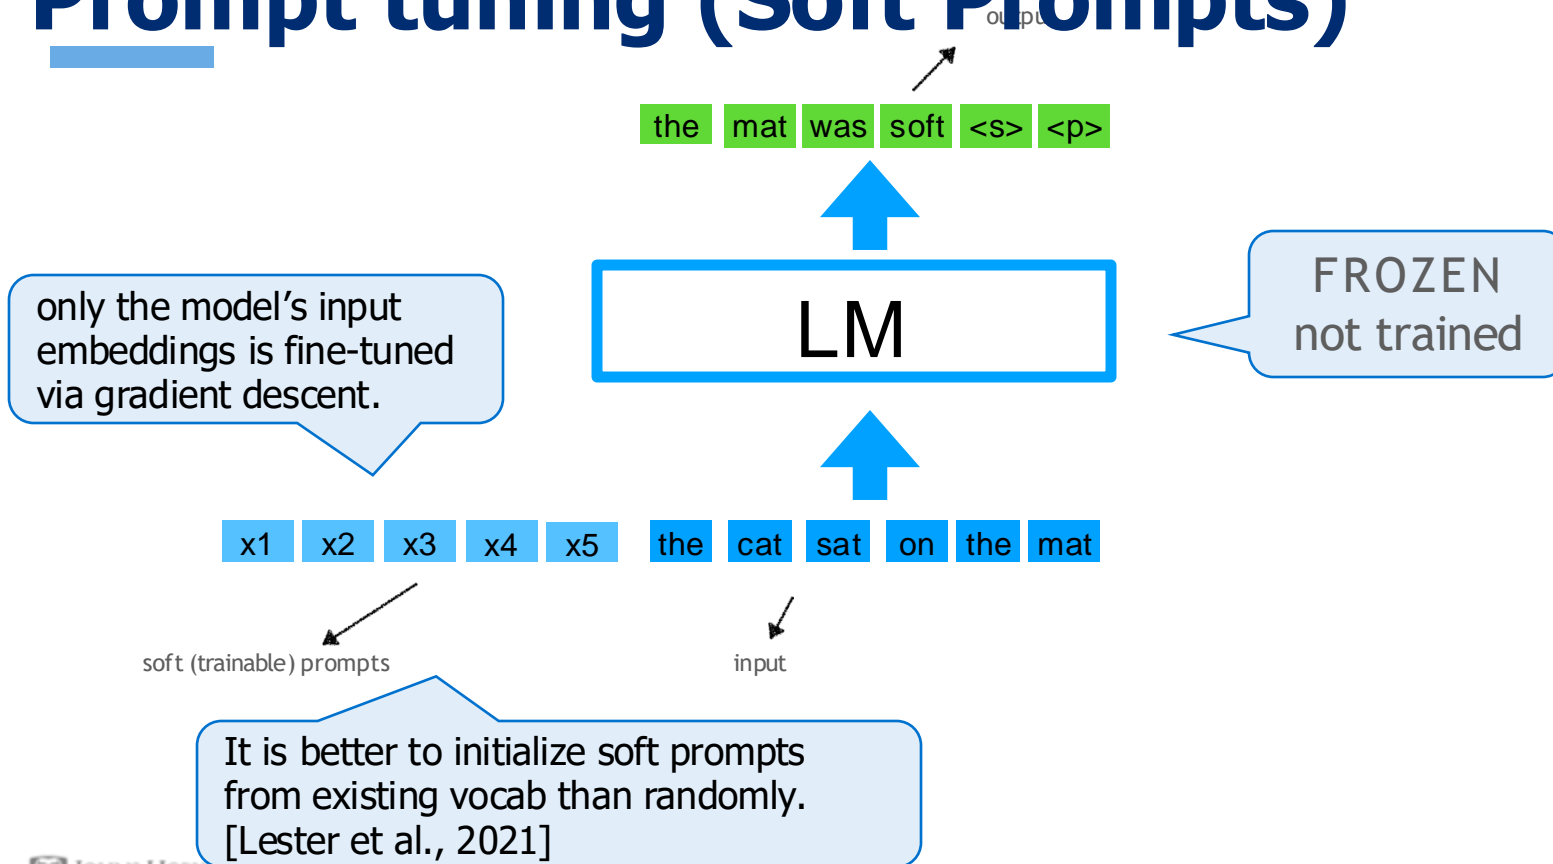 Prompt tuning (Soft Prompts)
output
the mat was soft <s> <p>
only the model's input
embeddings is fine-tuned
via gradient descent.
LM
FROZEN
not trained
x1 x2 x3 x4 x5 the cat sat on the mat
soft (trainable) prompts
input
It is better to initialize soft prompts
from existing vocab than randomly.
[Lester et al., 2021]